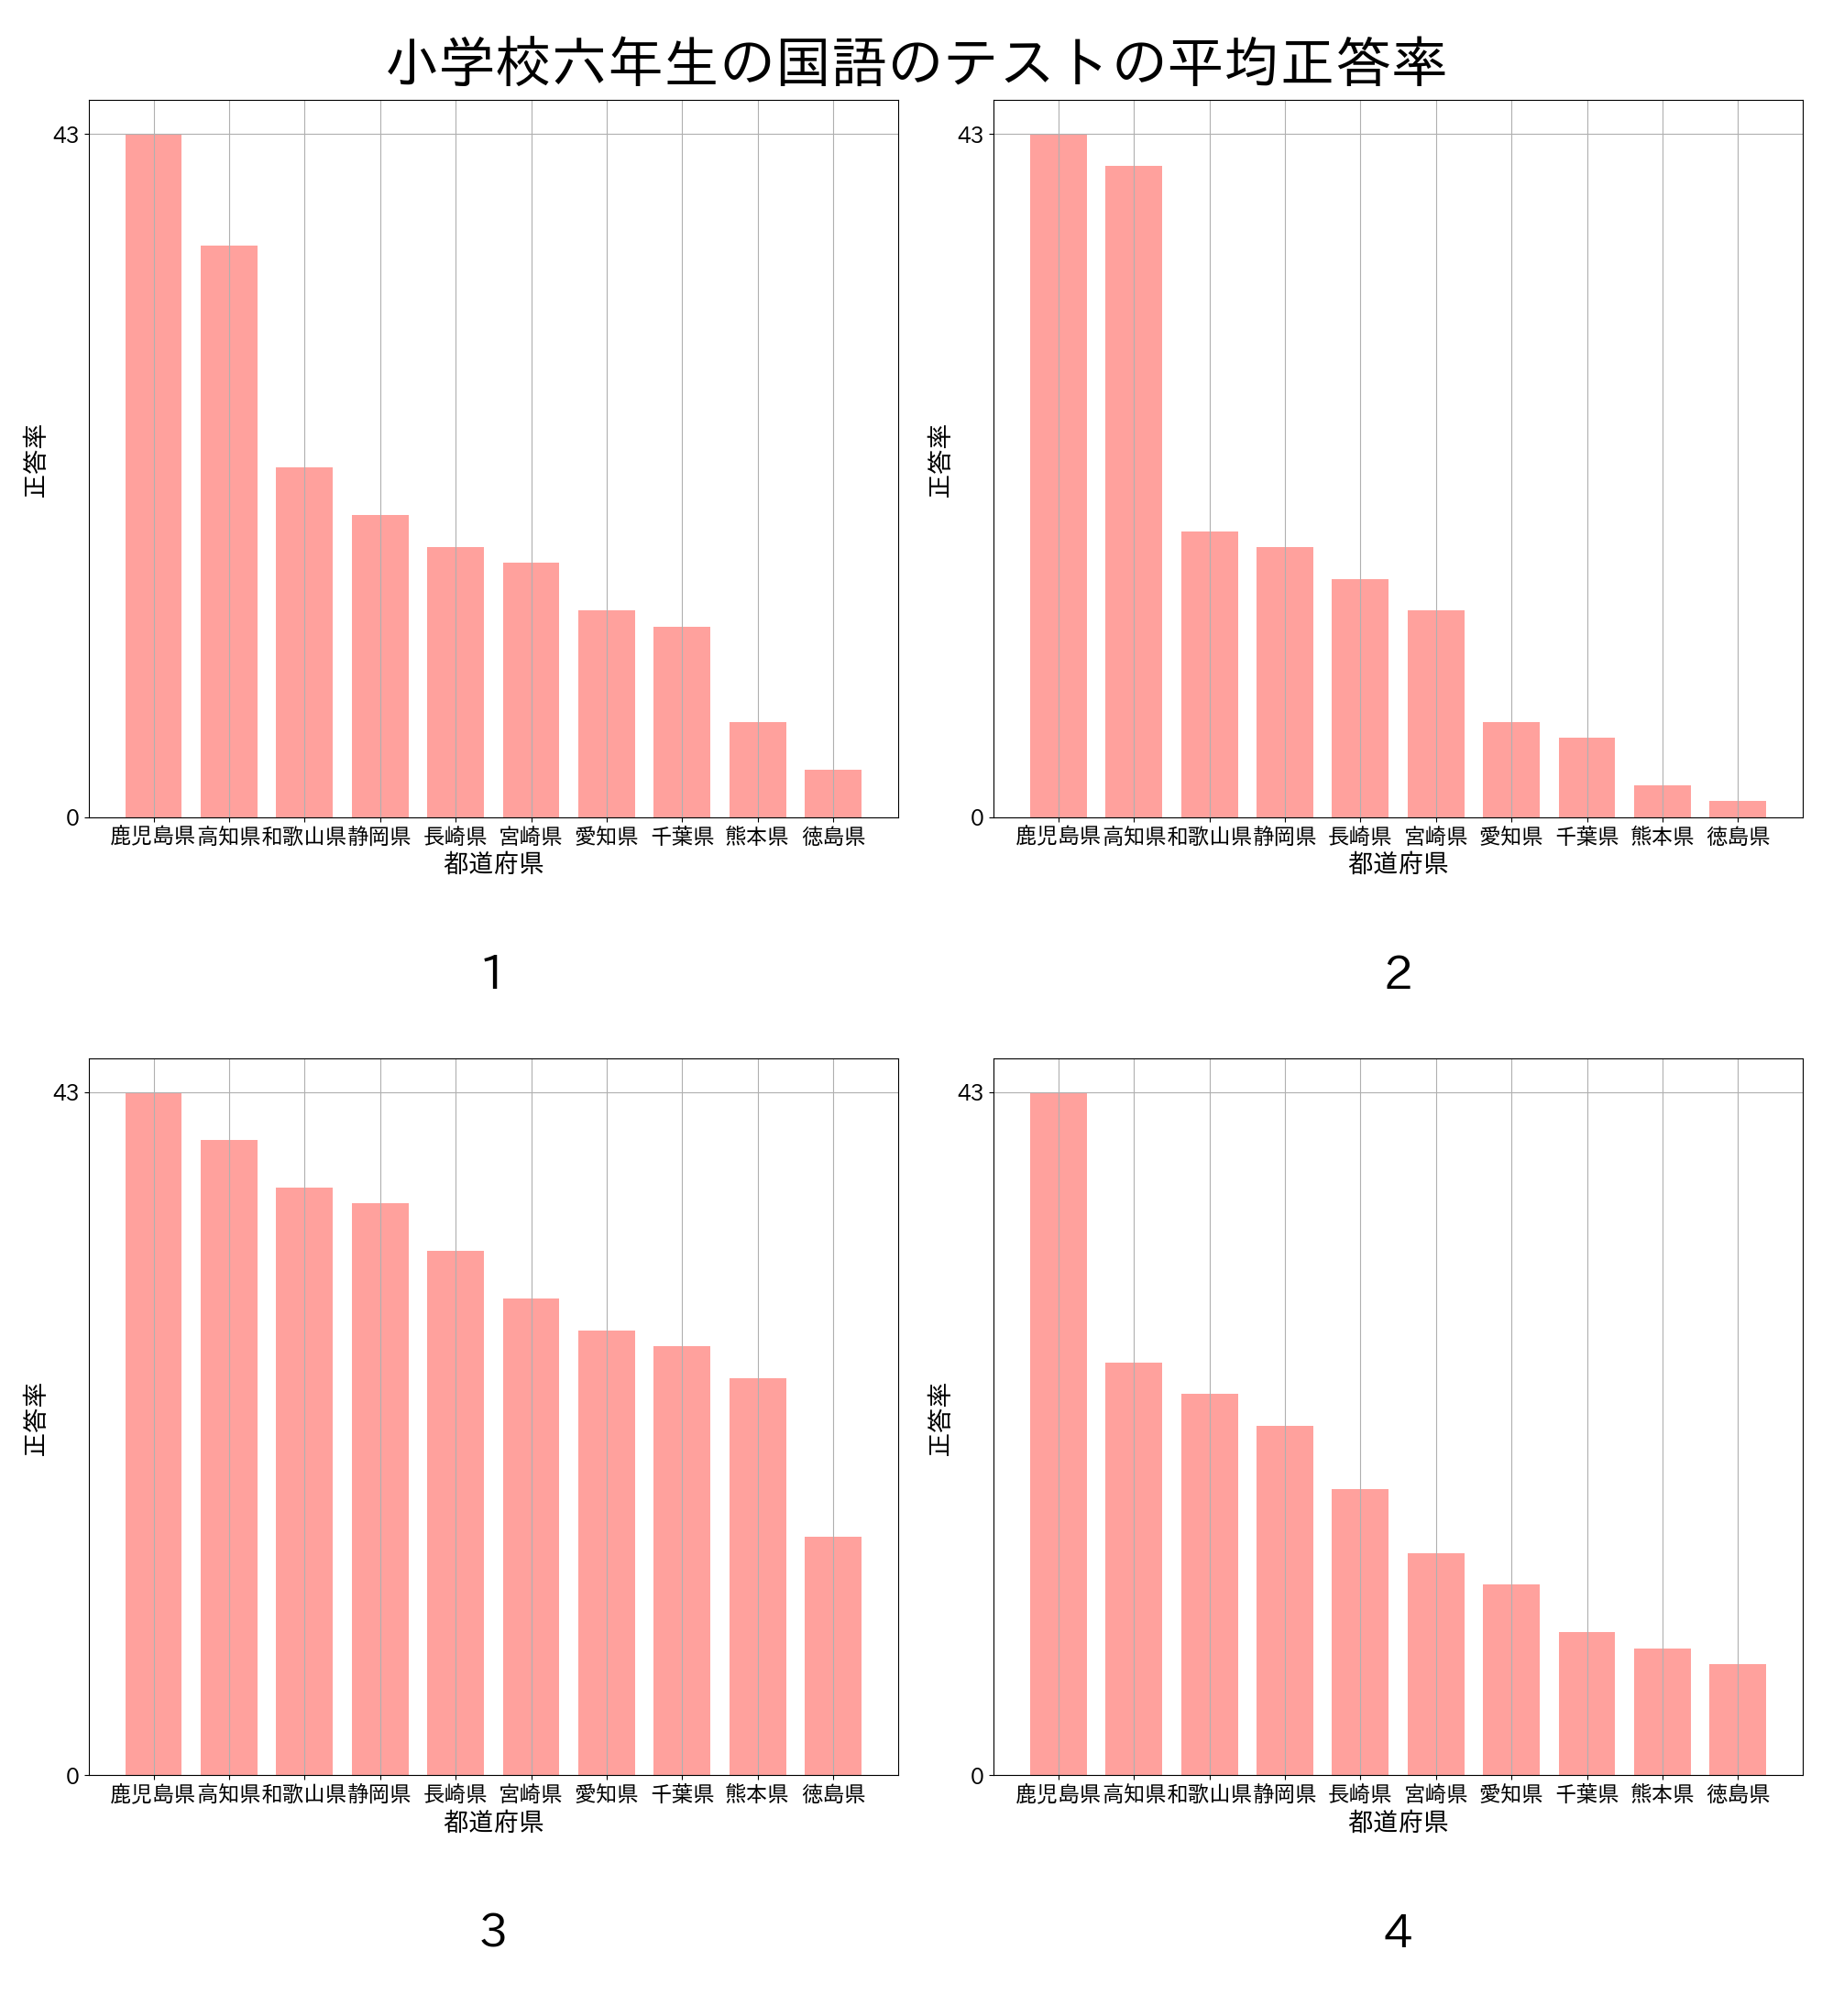 小学校六年生の国語のテストの平均正答率
43
正答率
0
鹿児島県 高知県 和歌山県 静岡県 長崎県 宮崎県 愛知県 千葉県 熊本県 徳島県
都道府県
1
43
正答率
0
鹿児島県 高知県 和歌山県 静岡県 長崎県 宮崎県 愛知県 千葉県 熊本県 徳島県
都道府県
2
43
正答率
0
鹿児島県 高知県 和歌山県 静岡県 長崎県 宮崎県 愛知県 千葉県 熊本県 徳島県
都道府県
3
43
正答率
0
鹿児島県 高知県 和歌山県 静岡県 長崎県 宮崎県 愛知県 千葉県 熊本県 徳島県
都道府県
4